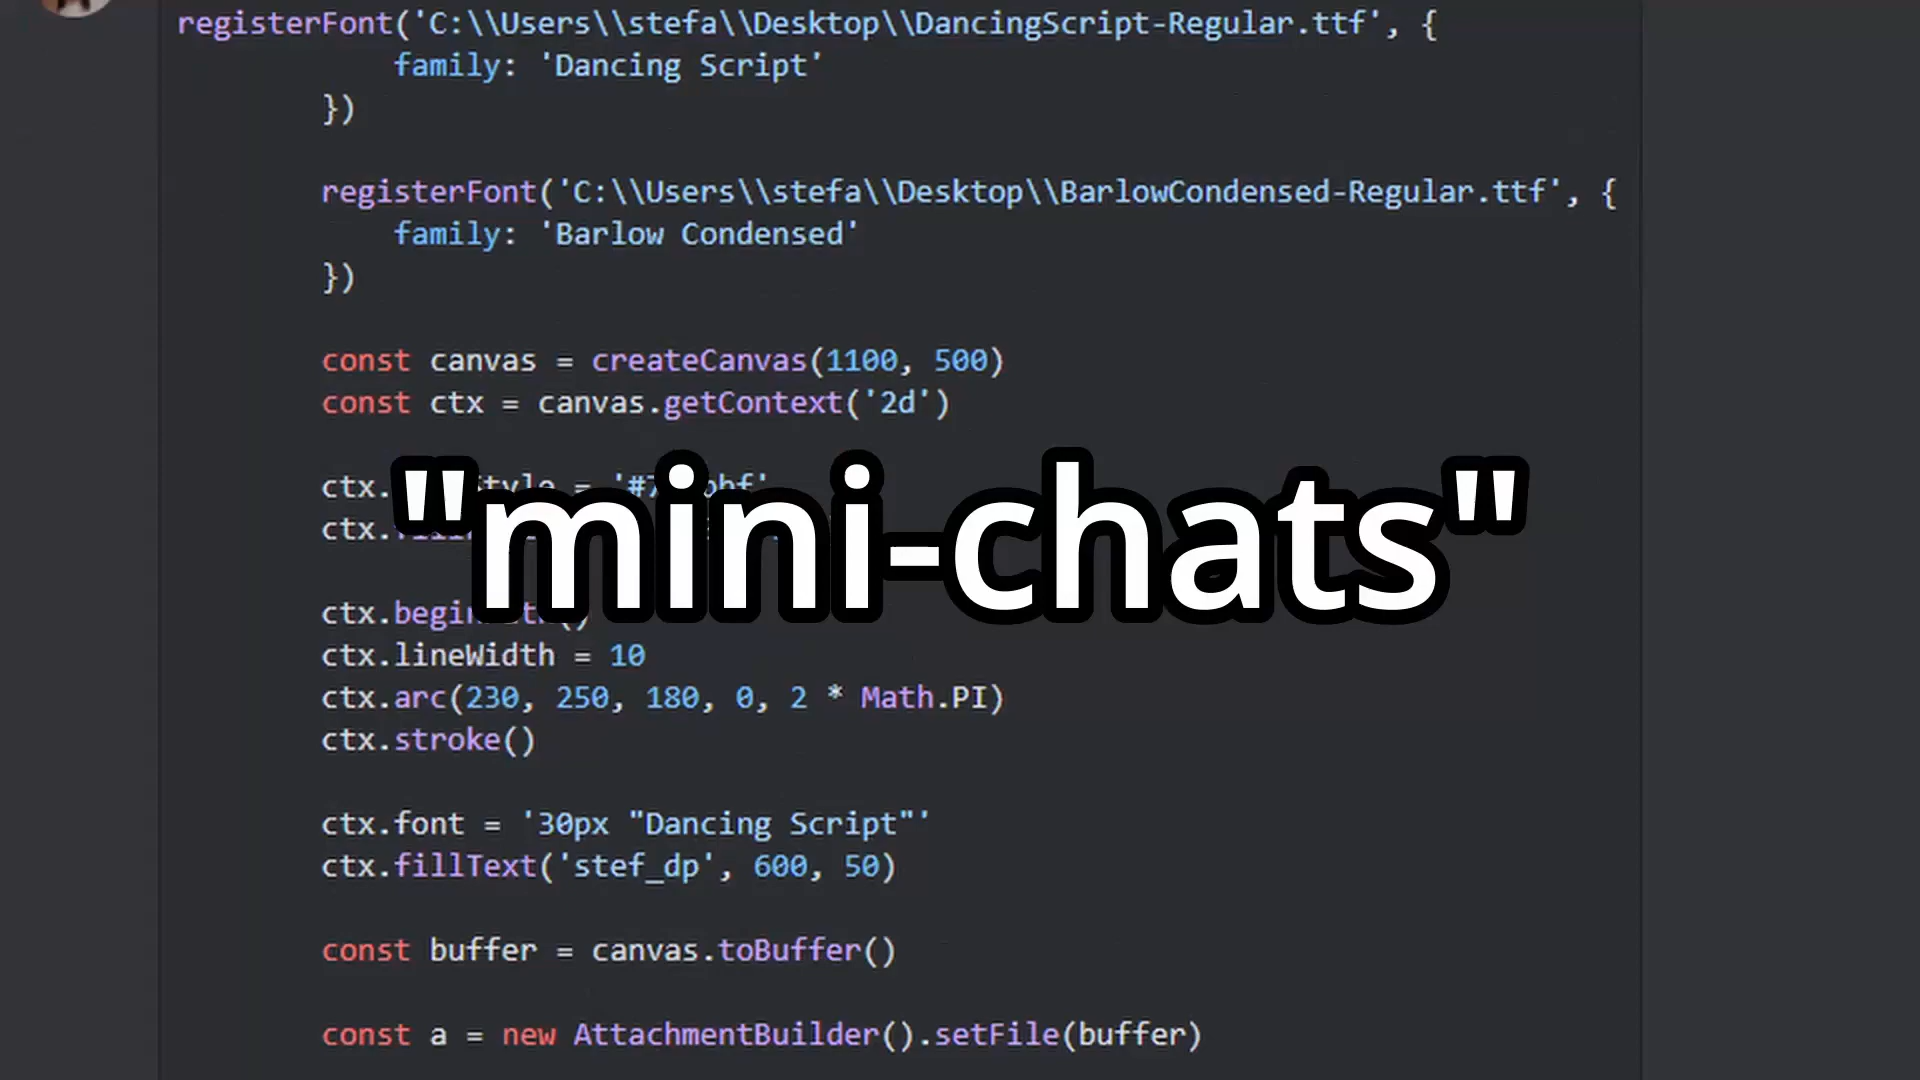 registerFont('C:\\Users\\stefa\\Desktop\\DancingScript-Regular.ttf', {
family: 'Dancing Script'
})
registerFont('C:\\Users\\stefa\\Desktop\\BarlowCondensed-Regular.ttf', {
family: 'Barlow Condensed'
})
const canvas = createCanvas(1100, 500)
const ctx = canvas.getContext('2d')
"mini-chats"
ctx.lineWidth = 10
ctx.arc(230, 250, 180, 0, 2 * Math.PI)
ctx.stroke()
ctx.font = '30px "Dancing Script"'
ctx.fillText('stef_dp', 600, 50)
const buffer = canvas.toBuffer()
const a = new AttachmentBuilder().setFile(buffer)